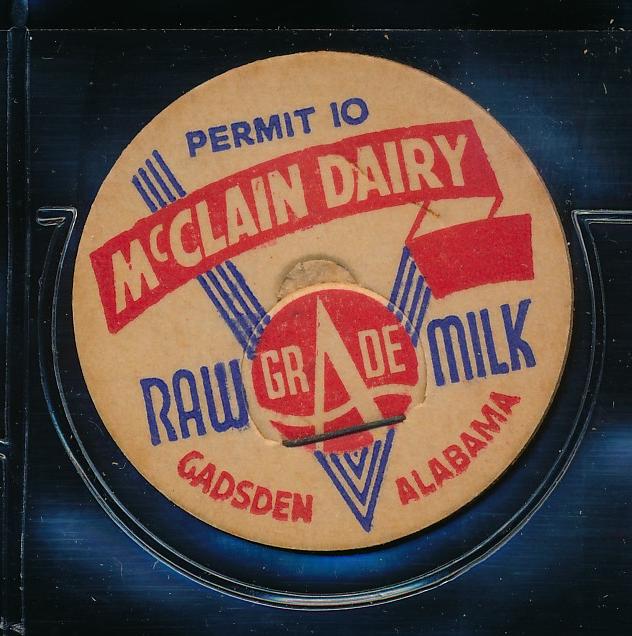 PERMIT 10
McCLAIN DAIRY
RAW GRADE MILK
GADSDEN ALABAMA